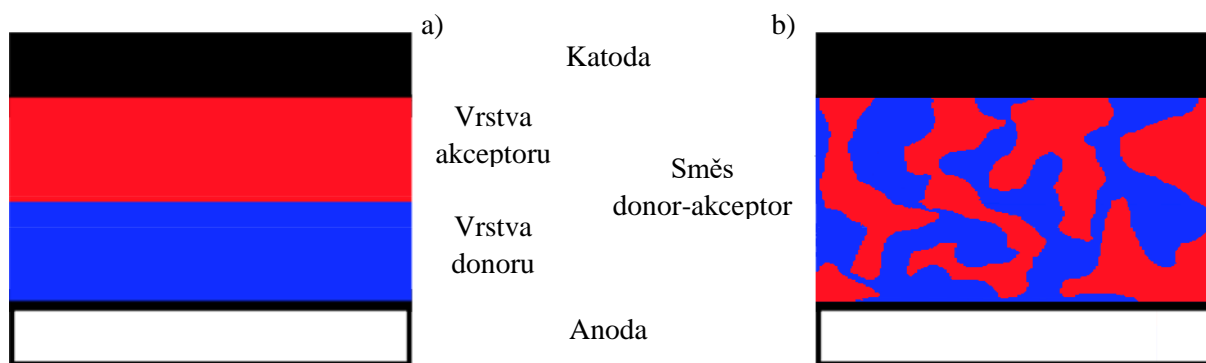 a)
b)
Katoda
Vrstva
akceptoru
Směs
donor-akceptor
Vrstva
donoru
Anoda